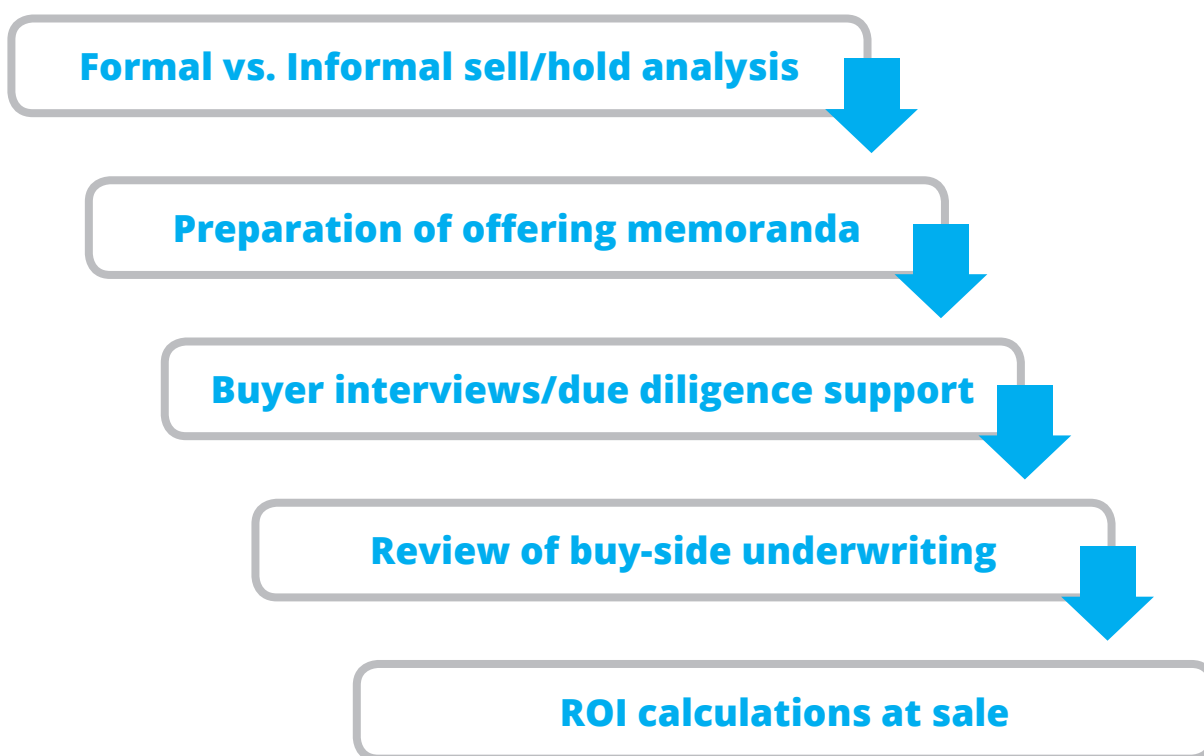 Formal vs. Informal sell/hold analysis
Preparation of offering memoranda
Buyer interviews/due diligence support
Review of buy-side underwriting
ROI calculations at sale